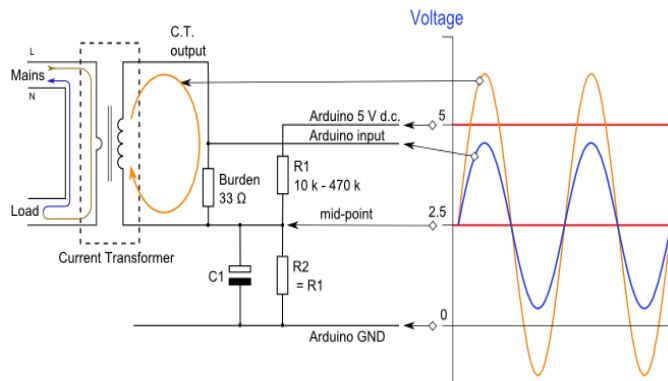 C.T.
output
Voltage
L
Mains
N
Load
Current Transformer
Burden
33 Ω
Arduino 5 V d.c.
Arduino input
R1
10 k - 470 k
mid-point
C1
R2
= R1
Arduino GND
5
2.5
0